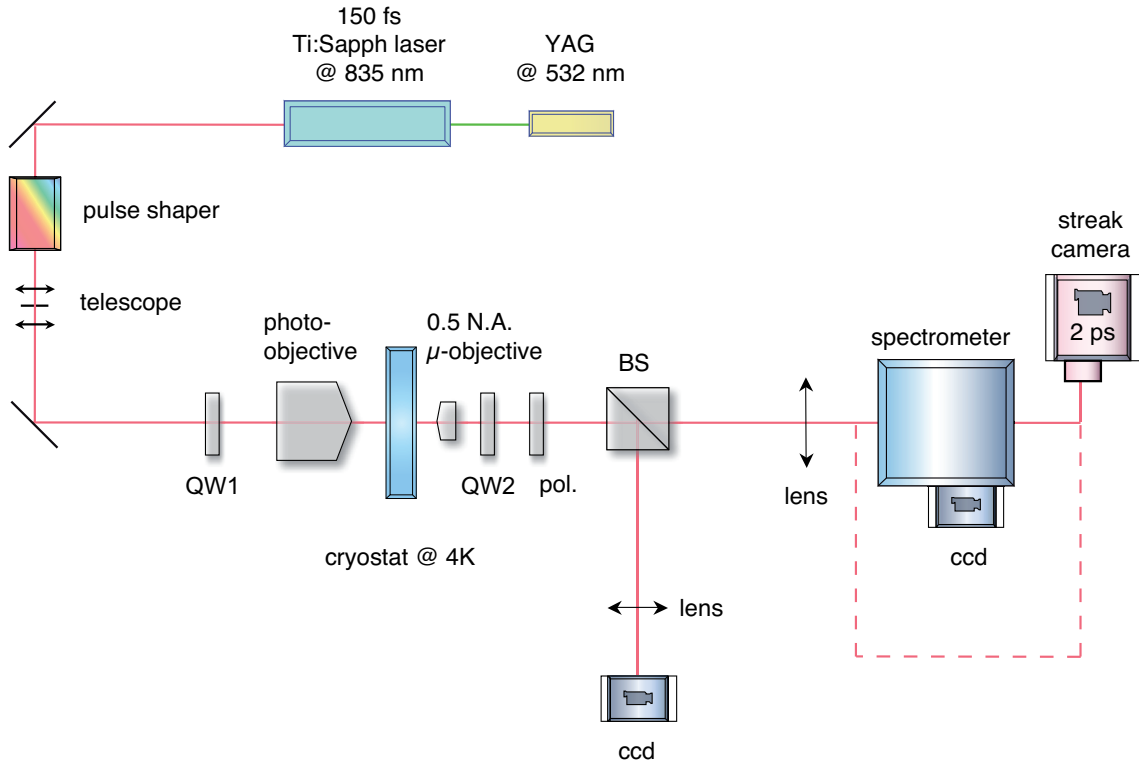 150 fs
Ti:Sapph laser
@ 835 nm
YAG
@ 532 nm
pulse shaper
telescope
streak
camera
2 ps
photo-
objective
0.5 N.A.
µ-objective
BS
spectrometer
QW1
QW2
pol.
lens
cryostat @ 4K
ccd
lens
ccd